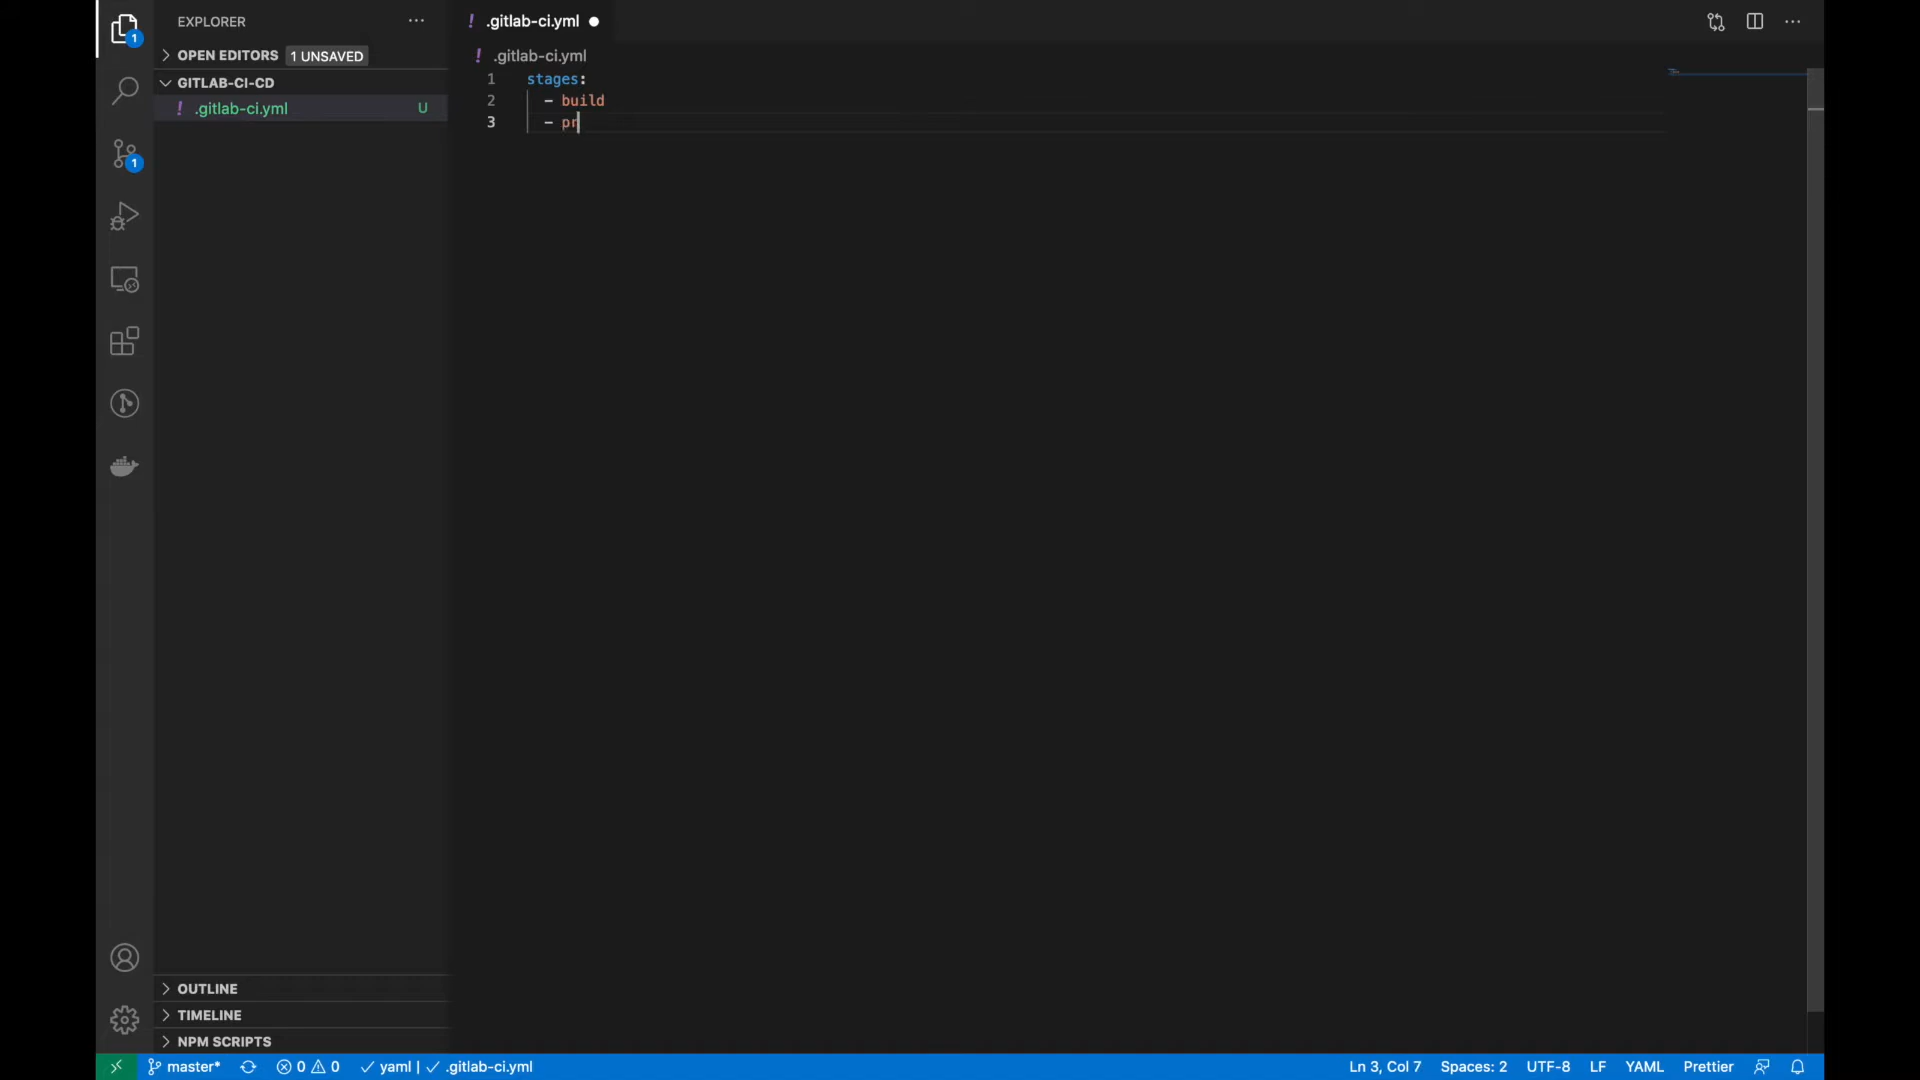 EXPLORER
OPEN EDITORS 1 UNSAVED
GITLAB-CI-CD
! .gitlab-ci.yml U
OUTLINE
TIMELINE
NPM SCRIPTS
1
1
! .gitlab-ci.yml
! .gitlab-ci.yml
1 stages:
2 - build
3 - pr
master* 0 0 yaml | .gitlab-ci.yml Ln 3, Col 7 Spaces: 2 UTF-8 LF YAML Prettier